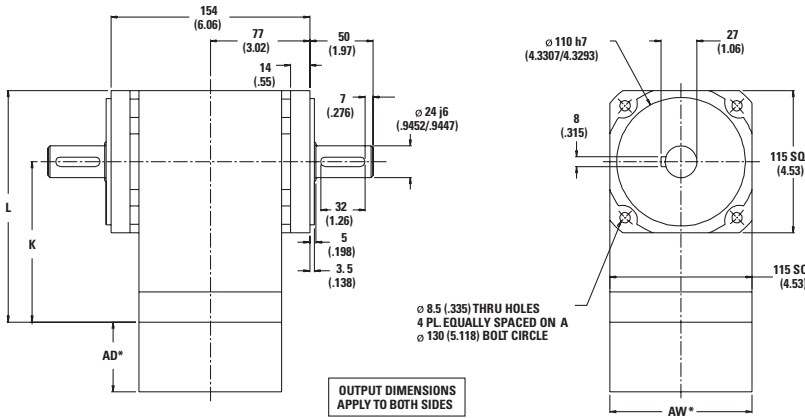 154
(6.06)
77
(3.02)
50
(1.97)
14
(.55)
7
(.276)
Ø 24 j6
(.9452/.9447)
L
K
32
(1.26)
5
(.198)
3. 5
(.138)
AD*
OUTPUT DIMENSIONS
APPLY TO BOTH SIDES
Ø 110 h7
(4.3307/4.3293)
27
(1.06)
8
(.315)
115 SQ
(4.53)
115 SQ
(4.53)
Ø 8.5 (.335) THRU HOLES
4 PL. EQUALLY SPACED ON A
Ø 130 (5.118) BOLT CIRCLE
AW*